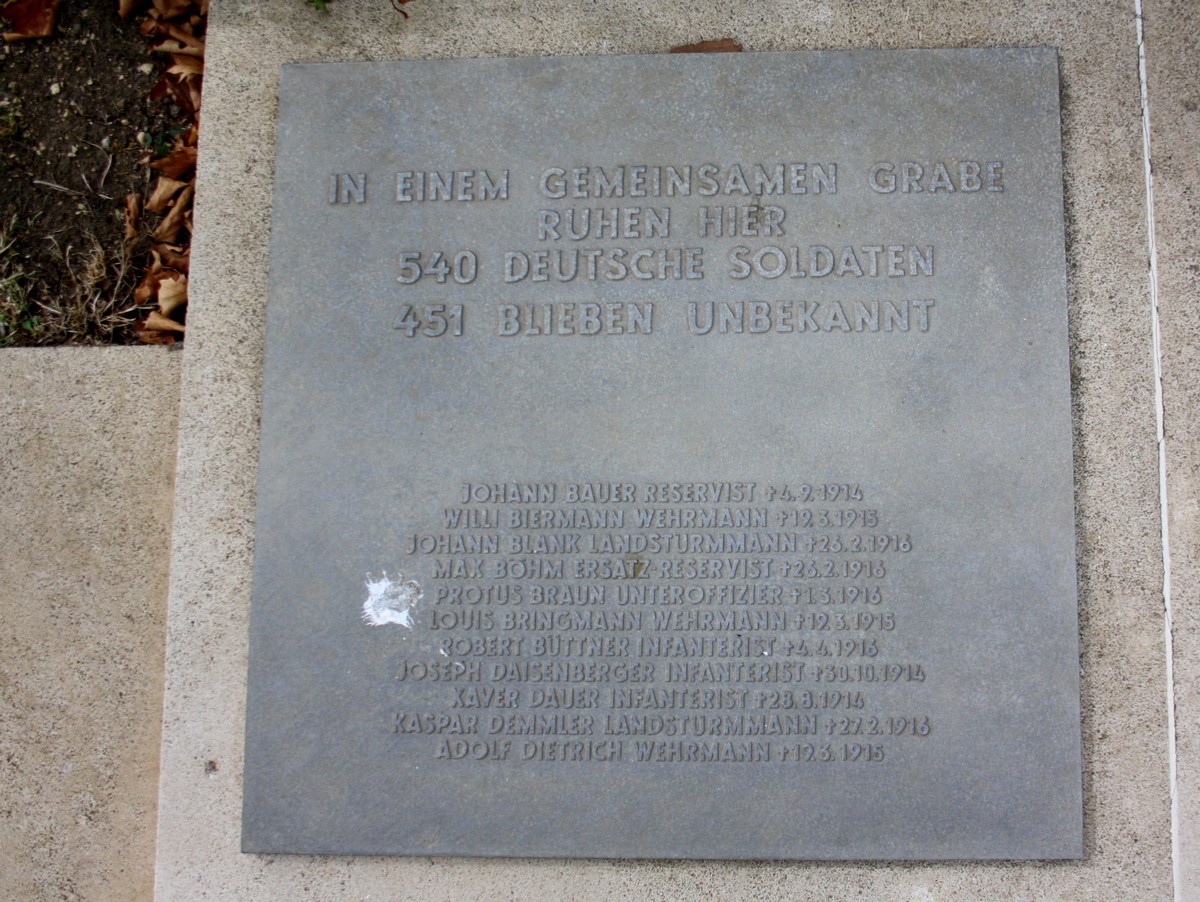 IN EINEM GEMEINSAMEN GRABE
RUHEN HIER
540 DEUTSCHE SOLDATEN
451 BLIEBEN UNBEKANNT
JOHANN BAUER RESERVIST †4.9.1914
WILLI BIERMANN WEHRMANN †19.3.1915
JOHANN BLANK LANDSTURMMANN †26.2.1916
MAX BÖHM ERSATZ-RESERVIST †26.2.1916
PROTUS BRAUN UNTEROFFIZIER †1.3.1916
LOUIS BRINGMANN WEHRMANN †19.3.1915
ROBERT BÜTTNER INFANTERIST †4.4.1916
JOSEPH DAISENBERGER INFANTERIST †30.10.1914
XAVER DAUER INFANTERIST †28.8.1914
KASPAR DEMMLER LANDSTURMMANN †27.2.1916
ADOLF DIETRICH WEHRMANN †19.3.1915